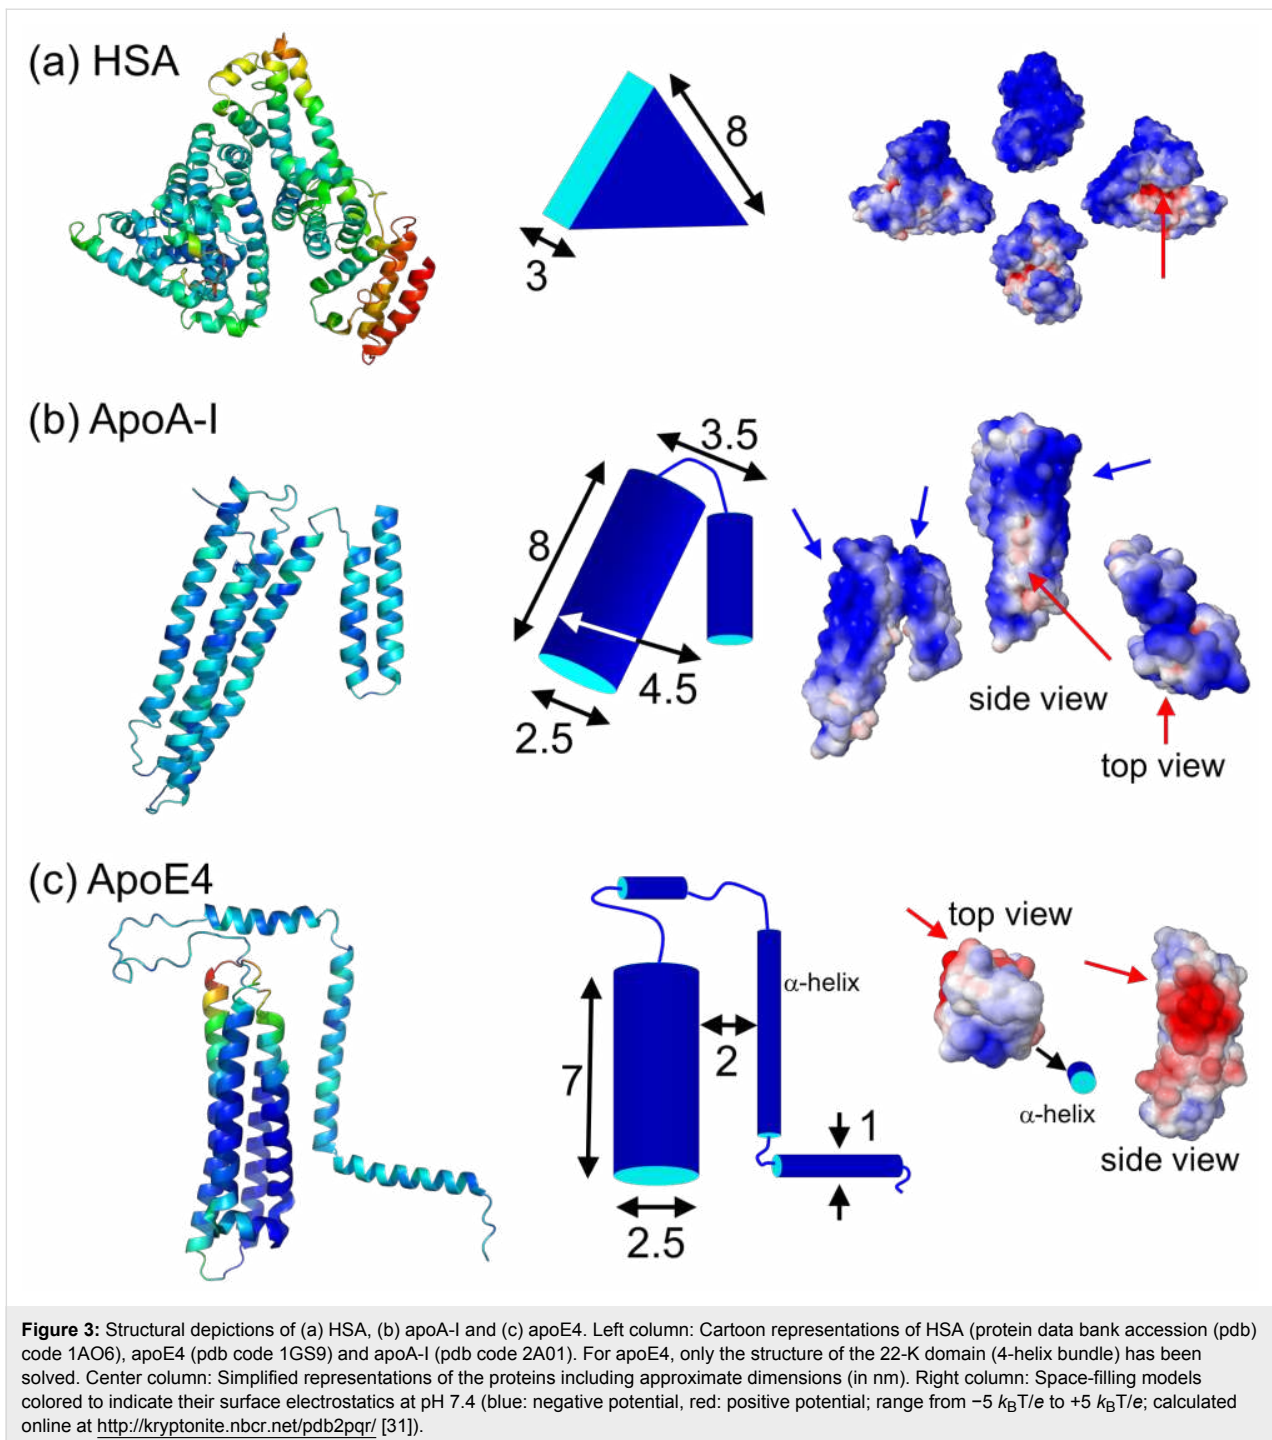 (a) HSA
8
3
(b) ApoA-I
3.5
8
4.5
2.5
side view
top view
(c) ApoE4
top view
α-helix
2
7
1
α-helix
side view
2.5
Figure 3: Structural depictions of (a) HSA, (b) apoA-I and (c) apoE4. Left column: Cartoon representations of HSA (protein data bank accession (pdb)
code 1AO6), apoE4 (pdb code 1GS9) and apoA-I (pdb code 2A01). For apoE4, only the structure of the 22-K domain (4-helix bundle) has been
solved. Center column: Simplified representations of the proteins including approximate dimensions (in nm). Right column: Space-filling models
colored to indicate their surface electrostatics at pH 7.4 (blue: negative potential, red: positive potential; range from −5 kBT/e to +5 kBT/e; calculated
online at http://kryptonite.nbcr.net/pdb2pqr/ [31]).